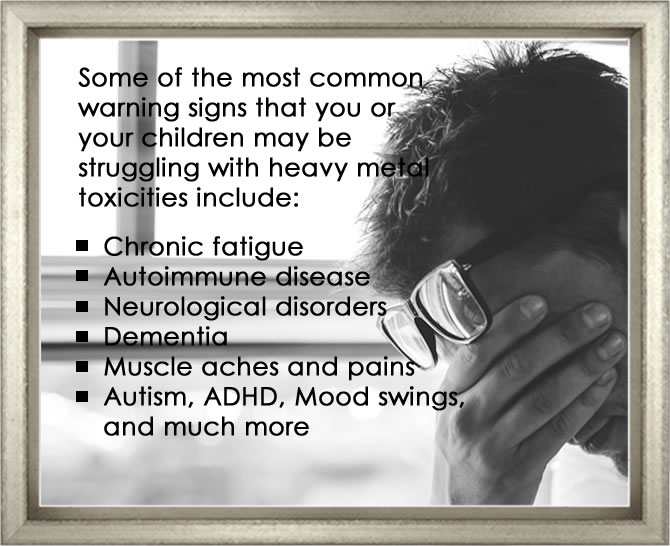 Some of the most common
warning signs that you or
your children may be
struggling with heavy metal
toxicities include:
▪ Chronic fatigue
▪ Autoimmune disease
▪ Neurological disorders
▪ Dementia
▪ Muscle aches and pains
▪ Autism, ADHD, Mood swings,
and much more